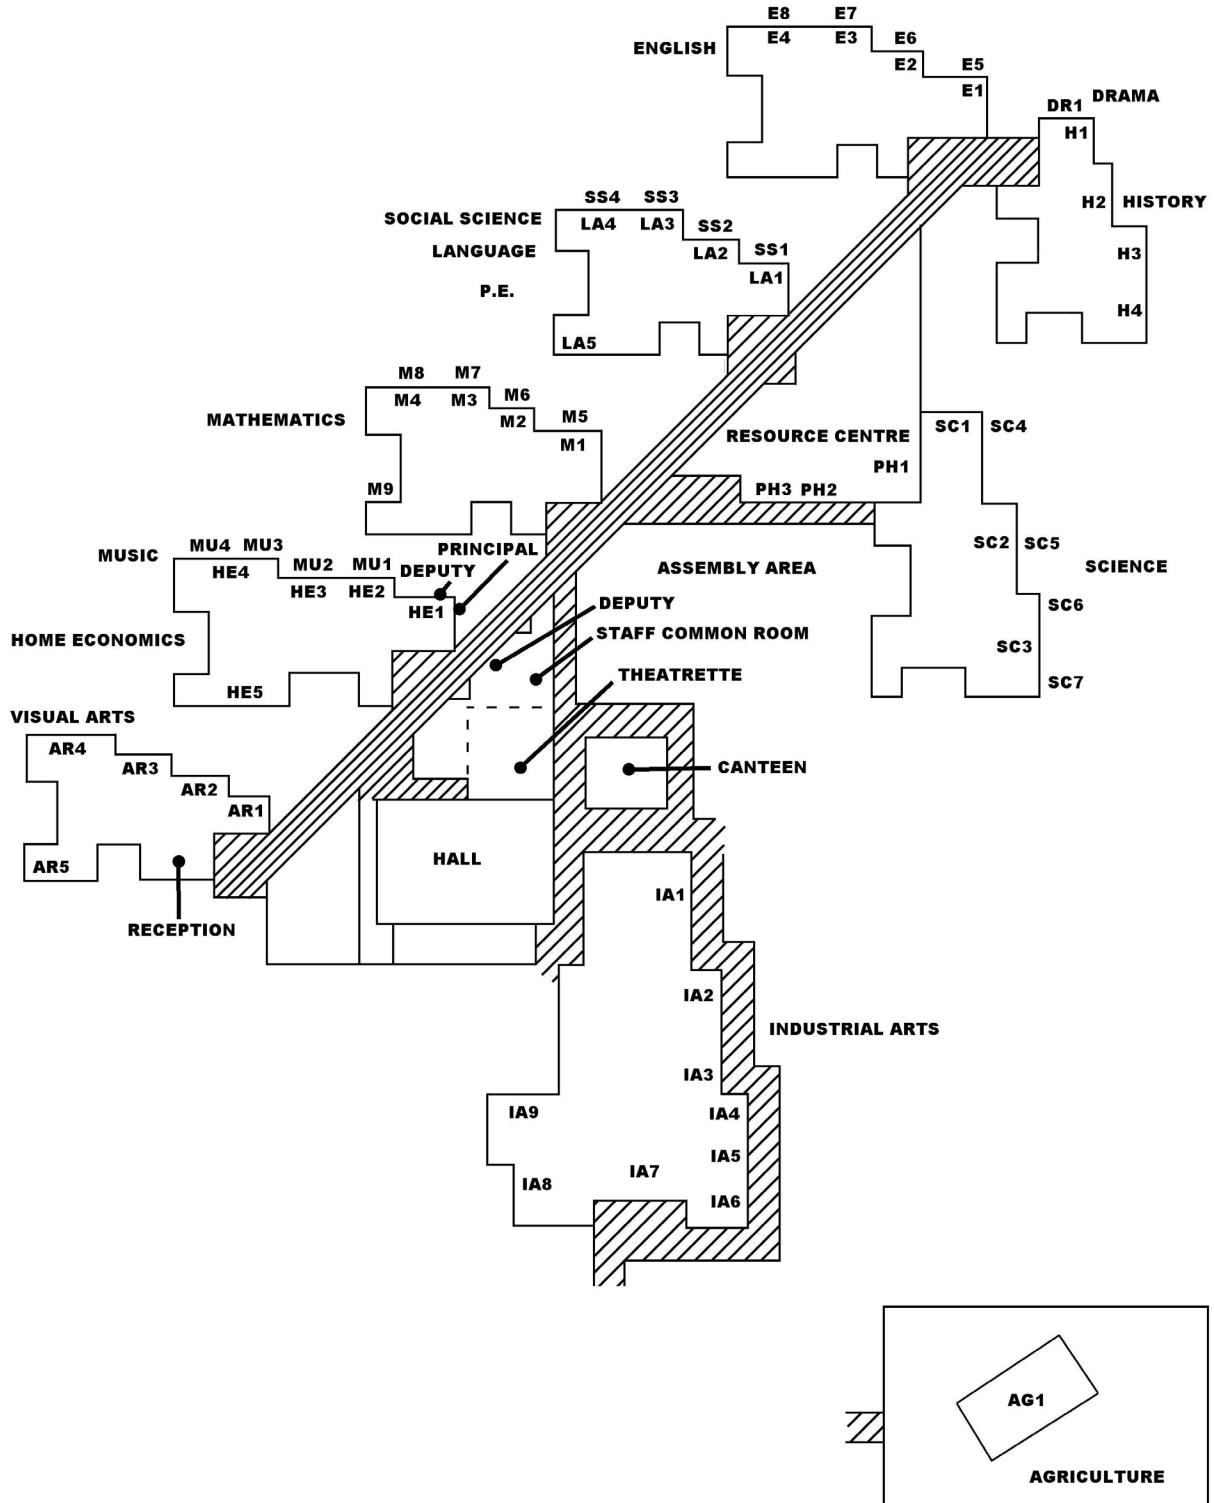 E8 E7
ENGLISH E4 E3 E6
E2 E5
E1
DR1 DRAMA
H1
H2 HISTORY
H3
H4
SS4 SS3
SOCIAL SCIENCE LA4 LA3 SS2
LANGUAGE LA2 SS1
P.E. LA1
LA5
M8 M7
MATHEMATICS M4 M3 M6
M2 M5
M1
M9
RESOURCE CENTRE
PH1
PH3 PH2
SC1 SC4
SC2 SC5
SCIENCE
SC6
SC3
SC7
MUSIC MU4 MU3
HE4 MU2 MU1
HE3 HE2
PRINCIPAL
DEPUTY
HE1
HOME ECONOMICS
HE5
ASSEMBLY AREA
DEPUTY
STAFF COMMON ROOM
THEATRETTE
CANTEEN
VISUAL ARTS
AR4
AR3
AR2
AR1
AR5
RECEPTION
HALL
IA1
IA2
INDUSTRIAL ARTS
IA3
IA9 IA4
IA5
IA7
IA8 IA6
AG1
AGRICULTURE